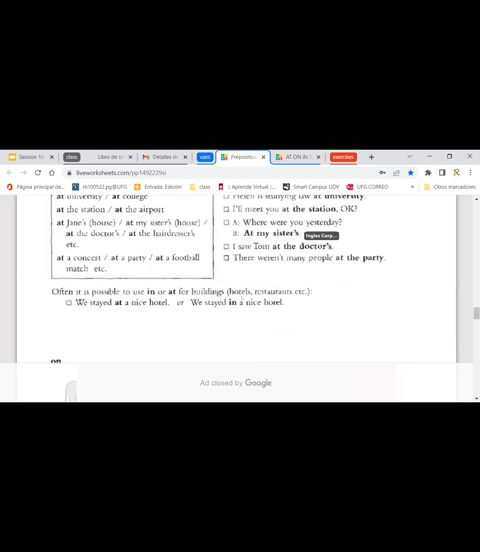 Session 16
class
Libro de te
Detalles de
uses
Preposition
AT ON IN
exercises
liveworksheets.com/pp1492229si
Página principal de...
rb100522.pg@UFG
Entrada: Edicion
class
:: Aprende Virtual ::..
Smart Campus UDV
UFG CORREO
Otros marcadores
at university / at college
at the station / at the airport
at Jane's (house) / at my sister's (house) /
at the doctor's / at the hairdresser's
etc.
at a concert / at a party / at a football
match etc.
Helen is studying law at university.
I'll meet you at the station, OK?
A: Where were you yesterday?
B: At my sister's.
Ingles Corp...
I saw Tom at the doctor's.
There weren't many people at the party.
Often it is possible to use in or at for buildings (hotels, restaurants etc.):
We stayed at a nice hotel. or We stayed in a nice hotel.
on
Ad closed by Google